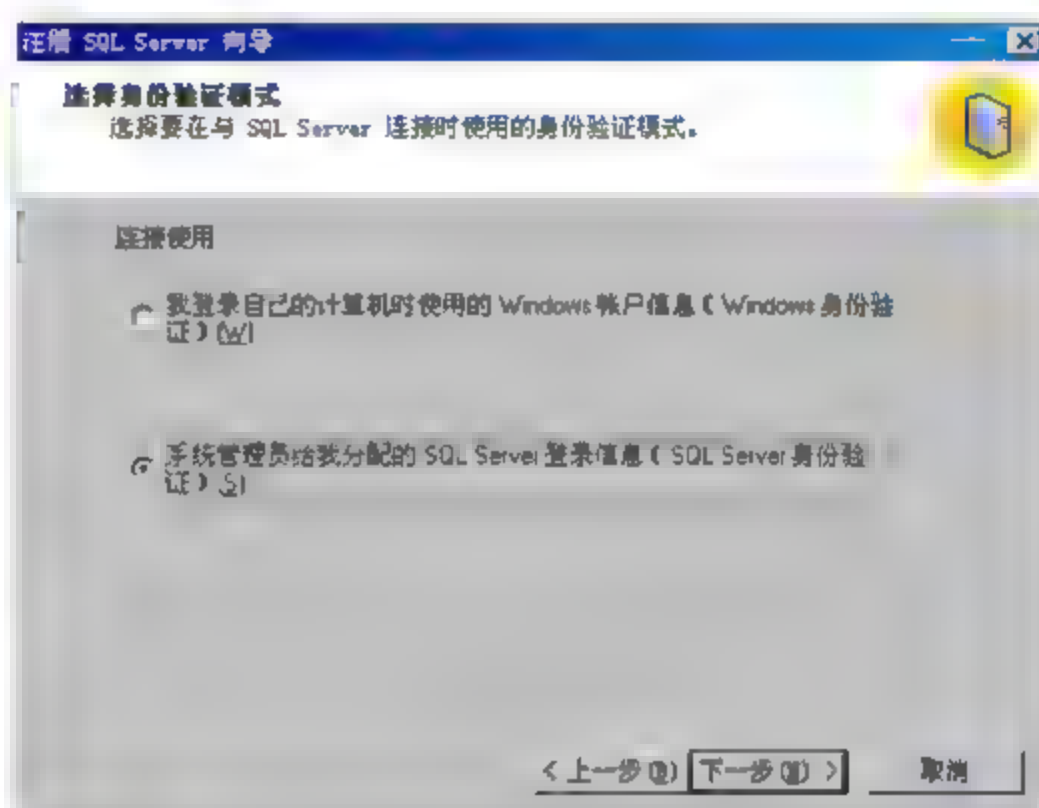 注册 SQL Server 向导
选择身份验证模式
选择要在与 SQL Server 连接时使用的身份验证模式。
连接使用
我登录自己的计算机时使用的 Windows 帐户信息(Windows 身份验
证)(W)
系统管理员给我分配的 SQL Server 登录信息(SQL Server 身份验
证)(S)
< 上一步(B) 下一步(N) > 取消